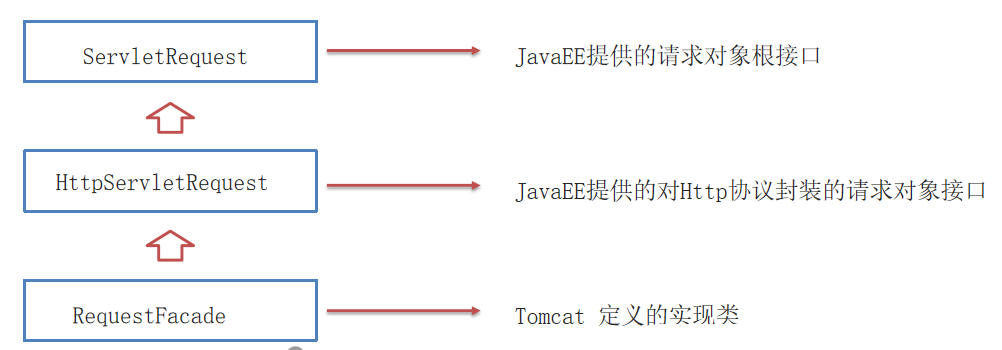 ServletRequest
JavaEE提供的请求对象根接口
HttpServletRequest
JavaEE提供的对Http协议封装的请求对象接口
RequestFacade
Tomcat 定义的实现类